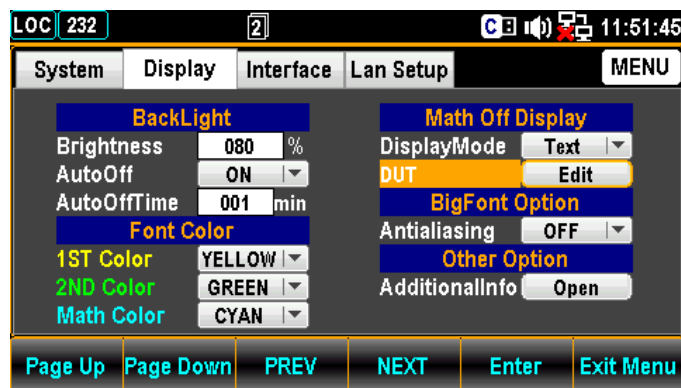 LOC 232 2 C 11:51:45
System Display Interface Lan Setup MENU
BackLight
Brightness 080 %
AutoOff ON
AutoOffTime 001 min
Font Color
1ST Color YELLOW
2ND Color GREEN
Math Color CYAN
Math Off Display
DisplayMode Text
DUT Edit
BigFont Option
Antialiasing OFF
Other Option
AdditionalInfo Open
Page Up Page Down PREV NEXT Enter Exit Menu